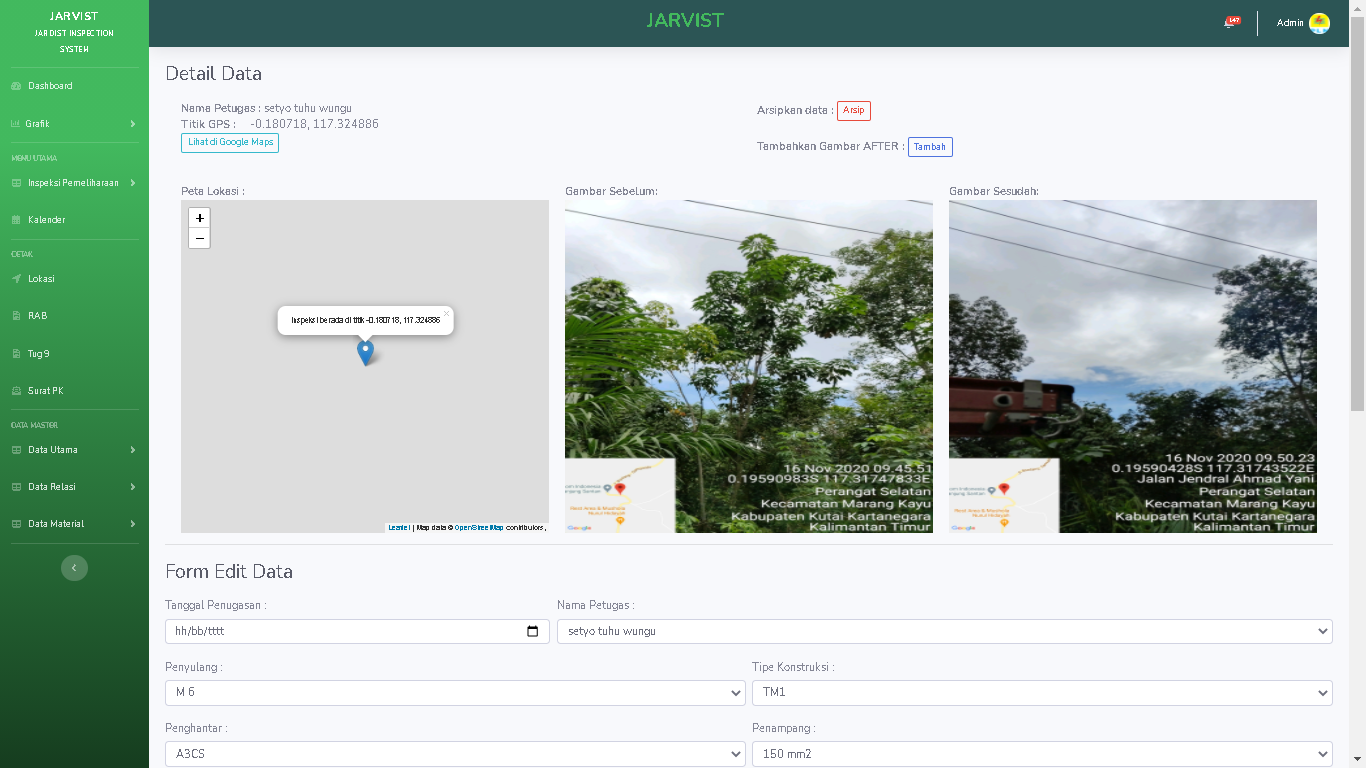 JARVIST
JARDIST INSPECTION
SYSTEM
Dashboard
Grafik
MENU UTAMA
Inspeksi Pemeliharaan
Kalender
DETAIL
Lokasi
RAB
Tug 9
Surat PK
DATA MASTER
Data Utama
Data Relasi
Data Material
JARVIST
147
Admin
Detail Data
Nama Petugas : setyo tuhu wungu
Titik GPS : -0.180718, 117.324886
Lihat di Google Maps
Arsipkan data : Arsip
Tambahkan Gambar AFTER : Tambah
Peta Lokasi :
+
−
Inspeksi berada di titik -0.180718, 117.324886
×
Leaflet | Map data © OpenStreetMap contributors,
Gambar Sebelum:
16 Nov 2020 09.45.51
0.19590983S 117.31747833E
Perangat Selatan
Kecamatan Marang Kayu
Kabupaten Kutai Kartanegara
Kalimantan Timur
Google
Gambar Sesudah:
16 Nov 2020 09.50.23
0.19590428S 117.31743522E
Jalan Jendral Ahmad Yani
Perangat Selatan
Kecamatan Marang Kayu
Kabupaten Kutai Kartanegara
Kalimantan Timur
Google
Form Edit Data
Tanggal Penugasan :
hh/bb/tttt
Nama Petugas :
setyo tuhu wungu
Penyulang :
M 6
Tipe Konstruksi :
TM1
Penghantar :
A3CS
Penampang :
150 mm2